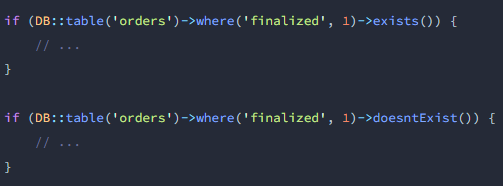 if (DB::table('orders')->where('finalized', 1)->exists()) {
    // ...
}
if (DB::table('orders')->where('finalized', 1)->doesntExist()) {
    // ...
}